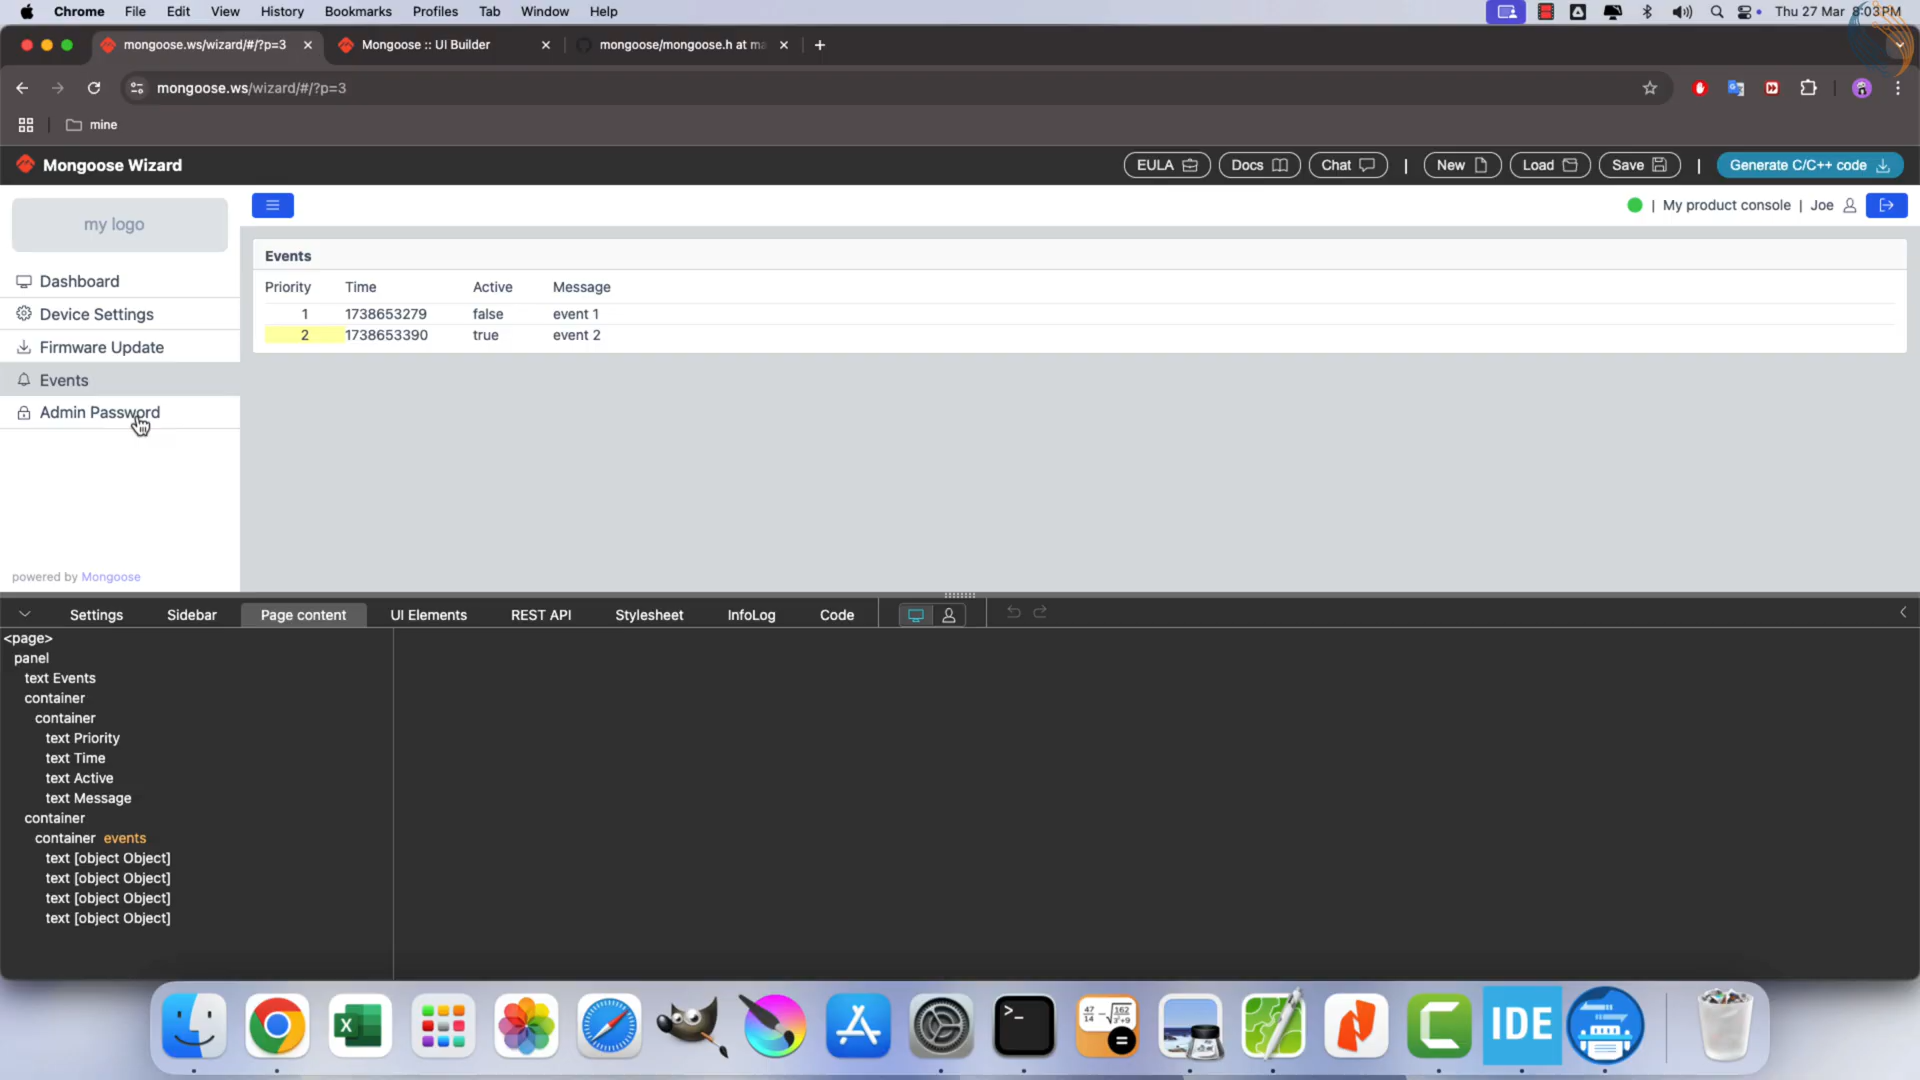 Chrome File Edit View History Bookmarks Profiles Tab Window Help Thu 27 Mar 8:03PM
mongoose.ws/wizard/#/?p=3 Mongoose :: UI Builder mongoose/mongoose.h at ma
mongoose.ws/wizard/#/?p=3
mine
Mongoose Wizard EULA Docs Chat | New Load Save | Generate C/C++ code
my logo
| My product console | Joe
Dashboard
Device Settings
Firmware Update
Events
Admin Password
powered by Mongoose
Events
Priority Time Active Message
1 1738653279 false event 1
2 1738653390 true event 2
Settings Sidebar Page content UI Elements REST API Stylesheet InfoLog Code
<page>
panel
text Events
container
container
text Priority
text Time
text Active
text Message
container
container events
text [object Object]
text [object Object]
text [object Object]
text [object Object]
IDE